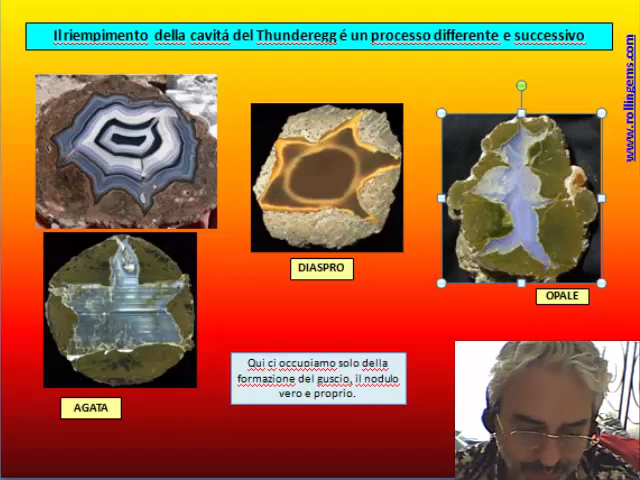 Il riempimento della cavitá del Thunderegg é un processo differente e successivo
www.rollingems.com
DIASPRO
OPALE
Qui ci occupiamo solo della
formazione del guscio, il nodulo
vero e proprio.
AGATA